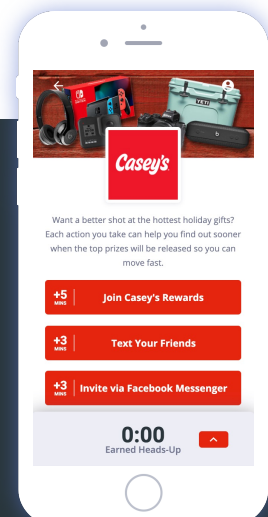 YETI
Casey's
Want a better shot at the hottest holiday gifts?
Each action you take can help you find out sooner
when the top prizes will be released so you can
move fast.
+5 MINS Join Casey's Rewards
+3 MINS Text Your Friends
+3 MINS Invite via Facebook Messenger
0:00
Earned Heads-Up